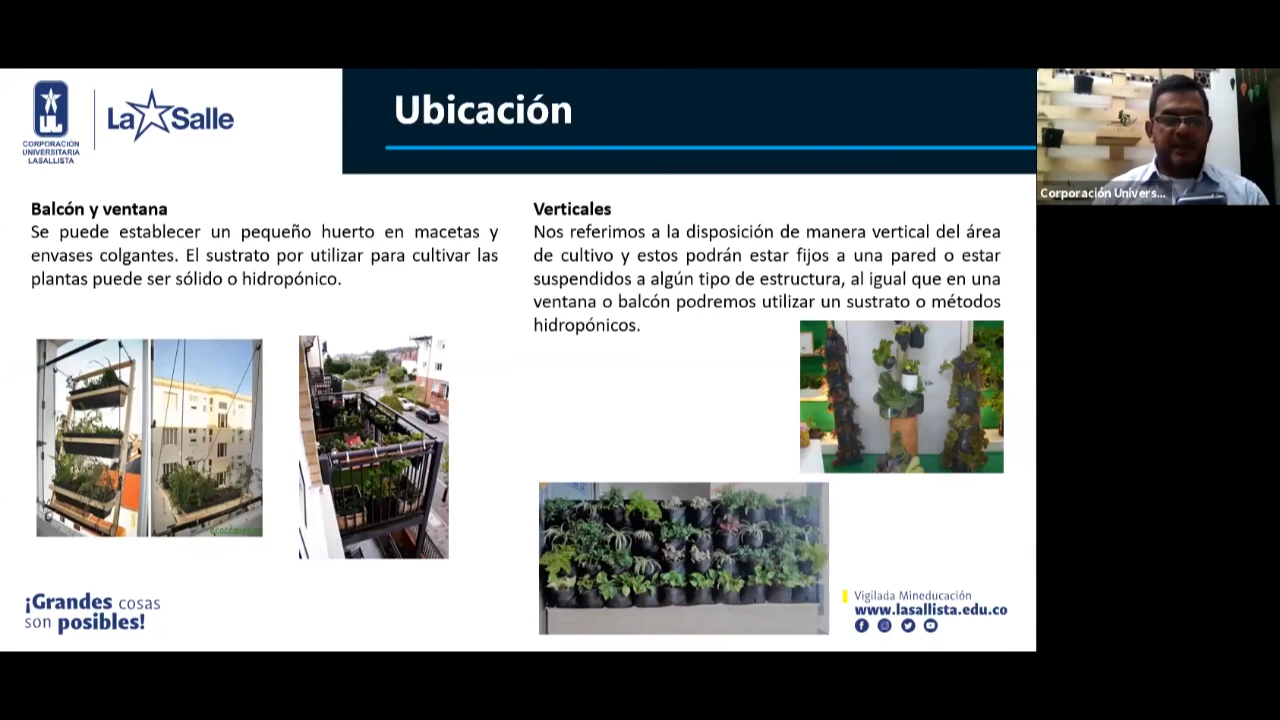 CORPORACIÓN
UNIVERSITARIA
LASALLISTA
La Salle
Ubicación
Corporación Univers...
Balcón y ventana
Se puede establecer un pequeño huerto en macetas y
envases colgantes. El sustrato por utilizar para cultivar las
plantas puede ser sólido o hidropónico.
Verticales
Nos referimos a la disposición de manera vertical del área
de cultivo y estos podrán estar fijos a una pared o estar
suspendidos a algún tipo de estructura, al igual que en una
ventana o balcón podremos utilizar un sustrato o métodos
hidropónicos.
¡Grandes cosas
son posibles!
Vigilada Mineducación
www.lasallista.edu.co